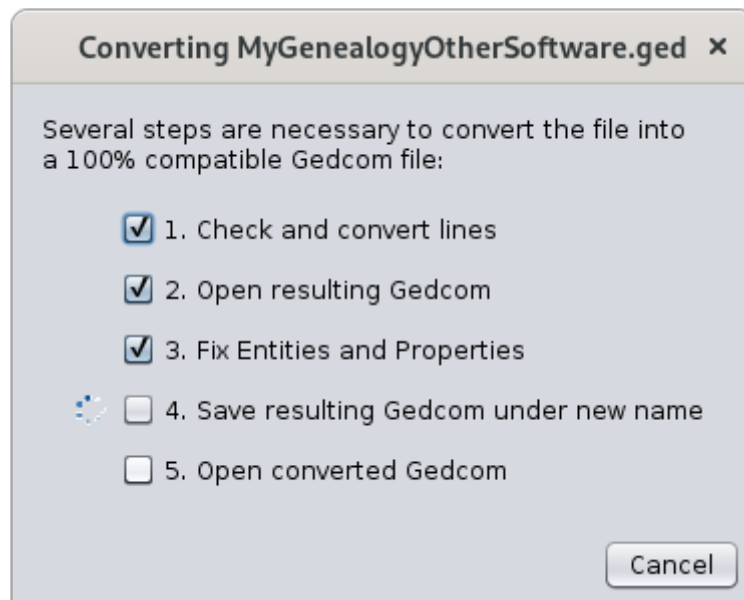 Converting MyGenealogyOtherSoftware.ged ×
Several steps are necessary to convert the file into
a 100% compatible Gedcom file:
1. Check and convert lines
2. Open resulting Gedcom
3. Fix Entities and Properties
4. Save resulting Gedcom under new name
5. Open converted Gedcom
Cancel